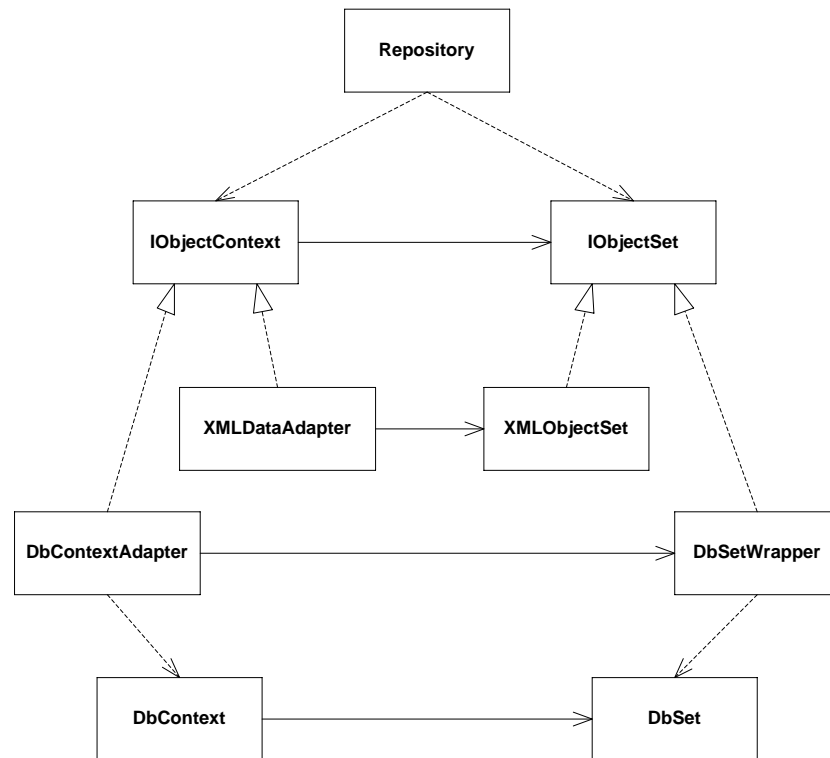 Repository
IObjectContext
IObjectSet
XMLDataAdapter
XMLObjectSet
DbContextAdapter
DbSetWrapper
DbContext
DbSet